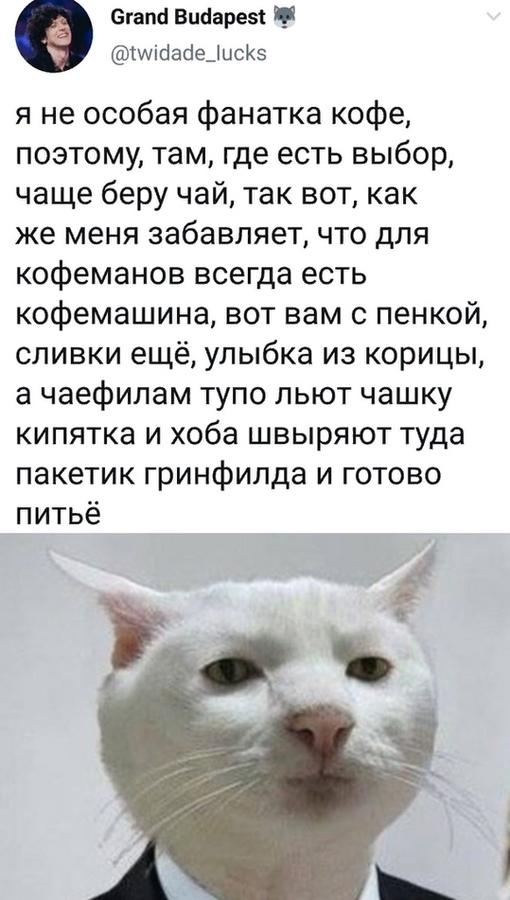 Grand Budapest 🐺
@twidade_lucks
я не особая фанатка кофе,
поэтому, там, где есть выбор,
чаще беру чай, так вот, как
же меня забавляет, что для
кофеманов всегда есть
кофемашина, вот вам с пенкой,
сливки ещё, улыбка из корицы,
а чаефилам тупо льют чашку
кипятка и хоба швыряют туда
пакетик гринфилда и готово
питьё